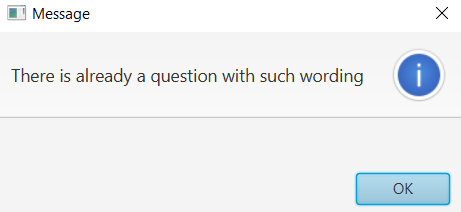 Message
There is already a question with such wording
OK